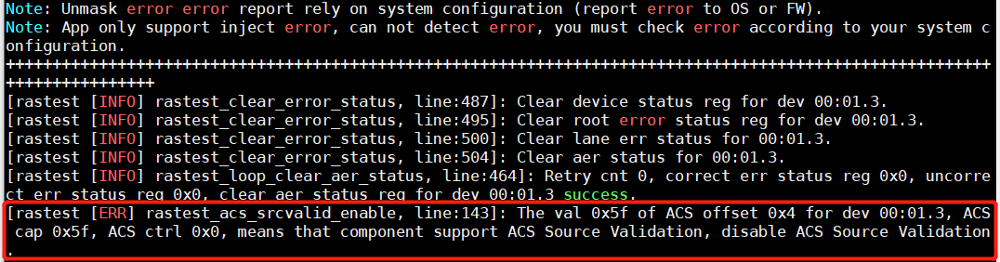 Note: Unmask error error report rely on system configuration (report error to OS or FW).
Note: App only support inject error, can not detect error, you must check error according to your system c
onfiguration.
++++++++++++++++++++++++++++++++++++++++++++++++++++++++++++++++++++++++++++++++++++++++++++++++++++++++++
++++++++++++++++
[rastest [INFO] rastest_clear_error_status, line:487]: Clear device status reg for dev 00:01.3.
[rastest [INFO] rastest_clear_error_status, line:495]: Clear root error status reg for dev 00:01.3.
[rastest [INFO] rastest_clear_error_status, line:500]: Clear lane err status for 00:01.3.
[rastest [INFO] rastest_clear_error_status, line:504]: Clear aer status for 00:01.3.
[rastest [INFO] rastest_loop_clear_aer_status, line:464]: Retry cnt 0, correct err status reg 0x0, uncorre
ct err status reg 0x0, clear aer status reg for dev 00:01.3 success.
[rastest [ERR] rastest_acs_srcvalid_enable, line:143]: The val 0x5f of ACS offset 0x4 for dev 00:01.3, ACS
 cap 0x5f, ACS ctrl 0x0, means that component support ACS Source Validation, disable ACS Source Validation
.